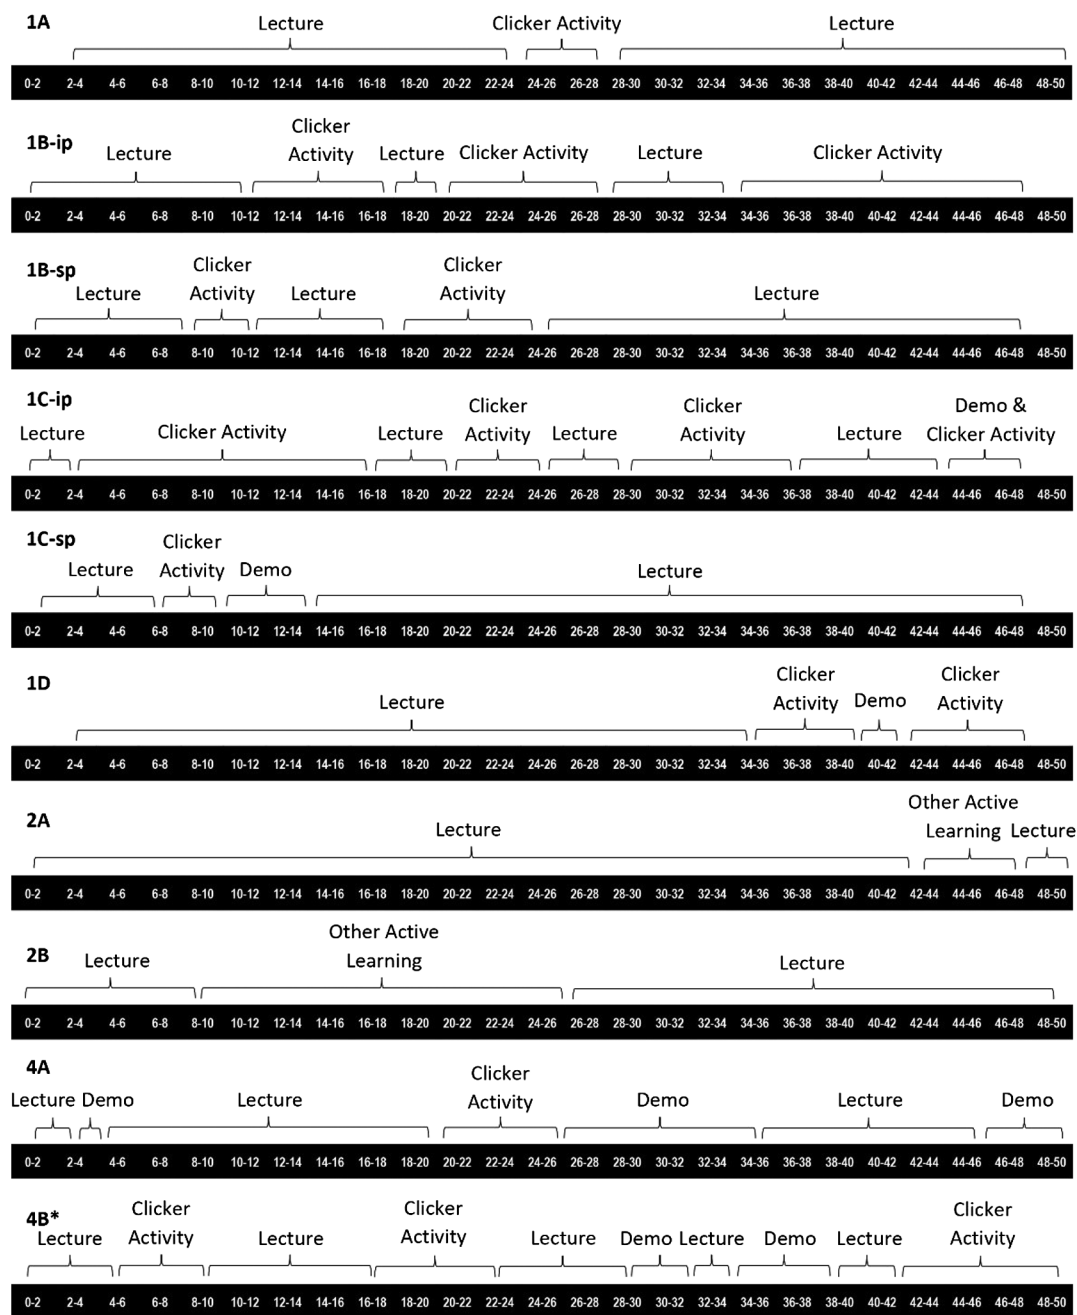 1A
Lecture Clicker Activity Lecture
0-2 2-4 4-6 6-8 8-10 10-12 12-14 14-16 16-18 18-20 20-22 22-24 24-26 26-28 28-30 30-32 32-34 34-36 36-38 38-40 40-42 42-44 44-46 46-48 48-50
1B-ip
Clicker
Lecture Activity Lecture Clicker Activity Lecture Clicker Activity
0-2 2-4 4-6 6-8 8-10 10-12 12-14 14-16 16-18 18-20 20-22 22-24 24-26 26-28 28-30 30-32 32-34 34-36 36-38 38-40 40-42 42-44 44-46 46-48 48-50
1B-sp
Clicker Clicker
Lecture Activity Lecture Activity Lecture
0-2 2-4 4-6 6-8 8-10 10-12 12-14 14-16 16-18 18-20 20-22 22-24 24-26 26-28 28-30 30-32 32-34 34-36 36-38 38-40 40-42 42-44 44-46 46-48 48-50
1C-ip
Clicker Clicker Demo &
Lecture Clicker Activity Lecture Activity Lecture Activity Lecture Clicker Activity
0-2 2-4 4-6 6-8 8-10 10-12 12-14 14-16 16-18 18-20 20-22 22-24 24-26 26-28 28-30 30-32 32-34 34-36 36-38 38-40 40-42 42-44 44-46 46-48 48-50
1C-sp
Clicker
Lecture Activity Demo Lecture
0-2 2-4 4-6 6-8 8-10 10-12 12-14 14-16 16-18 18-20 20-22 22-24 24-26 26-28 28-30 30-32 32-34 34-36 36-38 38-40 40-42 42-44 44-46 46-48 48-50
1D
Clicker Clicker
Lecture Activity Demo Activity
0-2 2-4 4-6 6-8 8-10 10-12 12-14 14-16 16-18 18-20 20-22 22-24 24-26 26-28 28-30 30-32 32-34 34-36 36-38 38-40 40-42 42-44 44-46 46-48 48-50
2A
Other Active
Lecture Learning Lecture
0-2 2-4 4-6 6-8 8-10 10-12 12-14 14-16 16-18 18-20 20-22 22-24 24-26 26-28 28-30 30-32 32-34 34-36 36-38 38-40 40-42 42-44 44-46 46-48 48-50
2B
Other Active
Lecture Learning Lecture
0-2 2-4 4-6 6-8 8-10 10-12 12-14 14-16 16-18 18-20 20-22 22-24 24-26 26-28 28-30 30-32 32-34 34-36 36-38 38-40 40-42 42-44 44-46 46-48 48-50
4A
Clicker
Lecture Demo Lecture Activity Demo Lecture Demo
0-2 2-4 4-6 6-8 8-10 10-12 12-14 14-16 16-18 18-20 20-22 22-24 24-26 26-28 28-30 30-32 32-34 34-36 36-38 38-40 40-42 42-44 44-46 46-48 48-50
4B*
Clicker Clicker Clicker
Lecture Activity Lecture Activity Lecture Demo Lecture Demo Lecture Activity
0-2 2-4 4-6 6-8 8-10 10-12 12-14 14-16 16-18 18-20 20-22 22-24 24-26 26-28 28-30 30-32 32-34 34-36 36-38 38-40 40-42 42-44 44-46 46-48 48-50